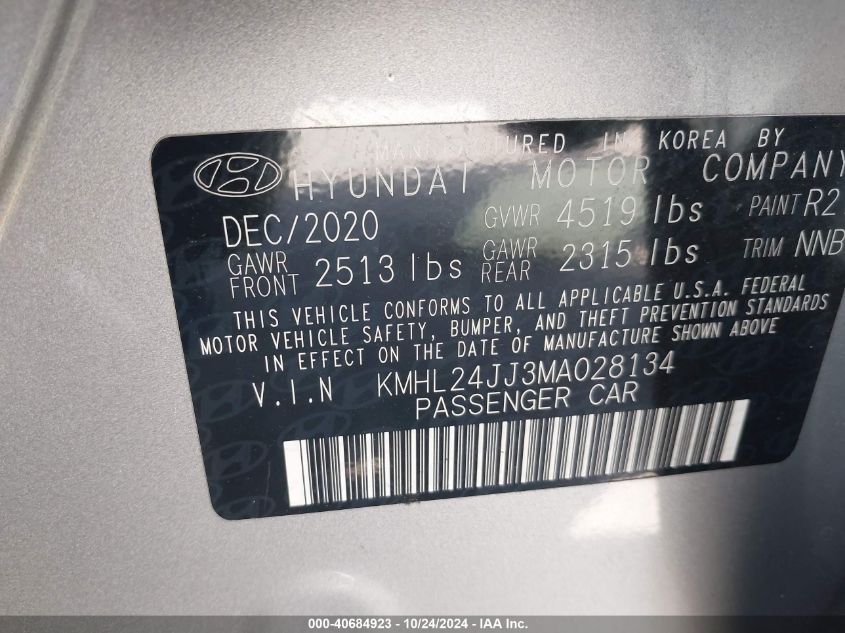 MANUFACTURED IN KOREA BY
HYUNDAI MOTOR COMPANY
DEC/2020 GVWR 4519 lbs PAINT R2
GAWR FRONT 2513 lbs GAWR REAR 2315 lbs TRIM NNB
THIS VEHICLE CONFORMS TO ALL APPLICABLE U.S.A. FEDERAL
MOTOR VEHICLE SAFETY, BUMPER, AND THEFT PREVENTION STANDARDS
IN EFFECT ON THE DATE OF MANUFACTURE SHOWN ABOVE
V.I.N KMHL24JJ3MA028134
PASSENGER CAR
000-40684923 - 10/24/2024 - IAA Inc.